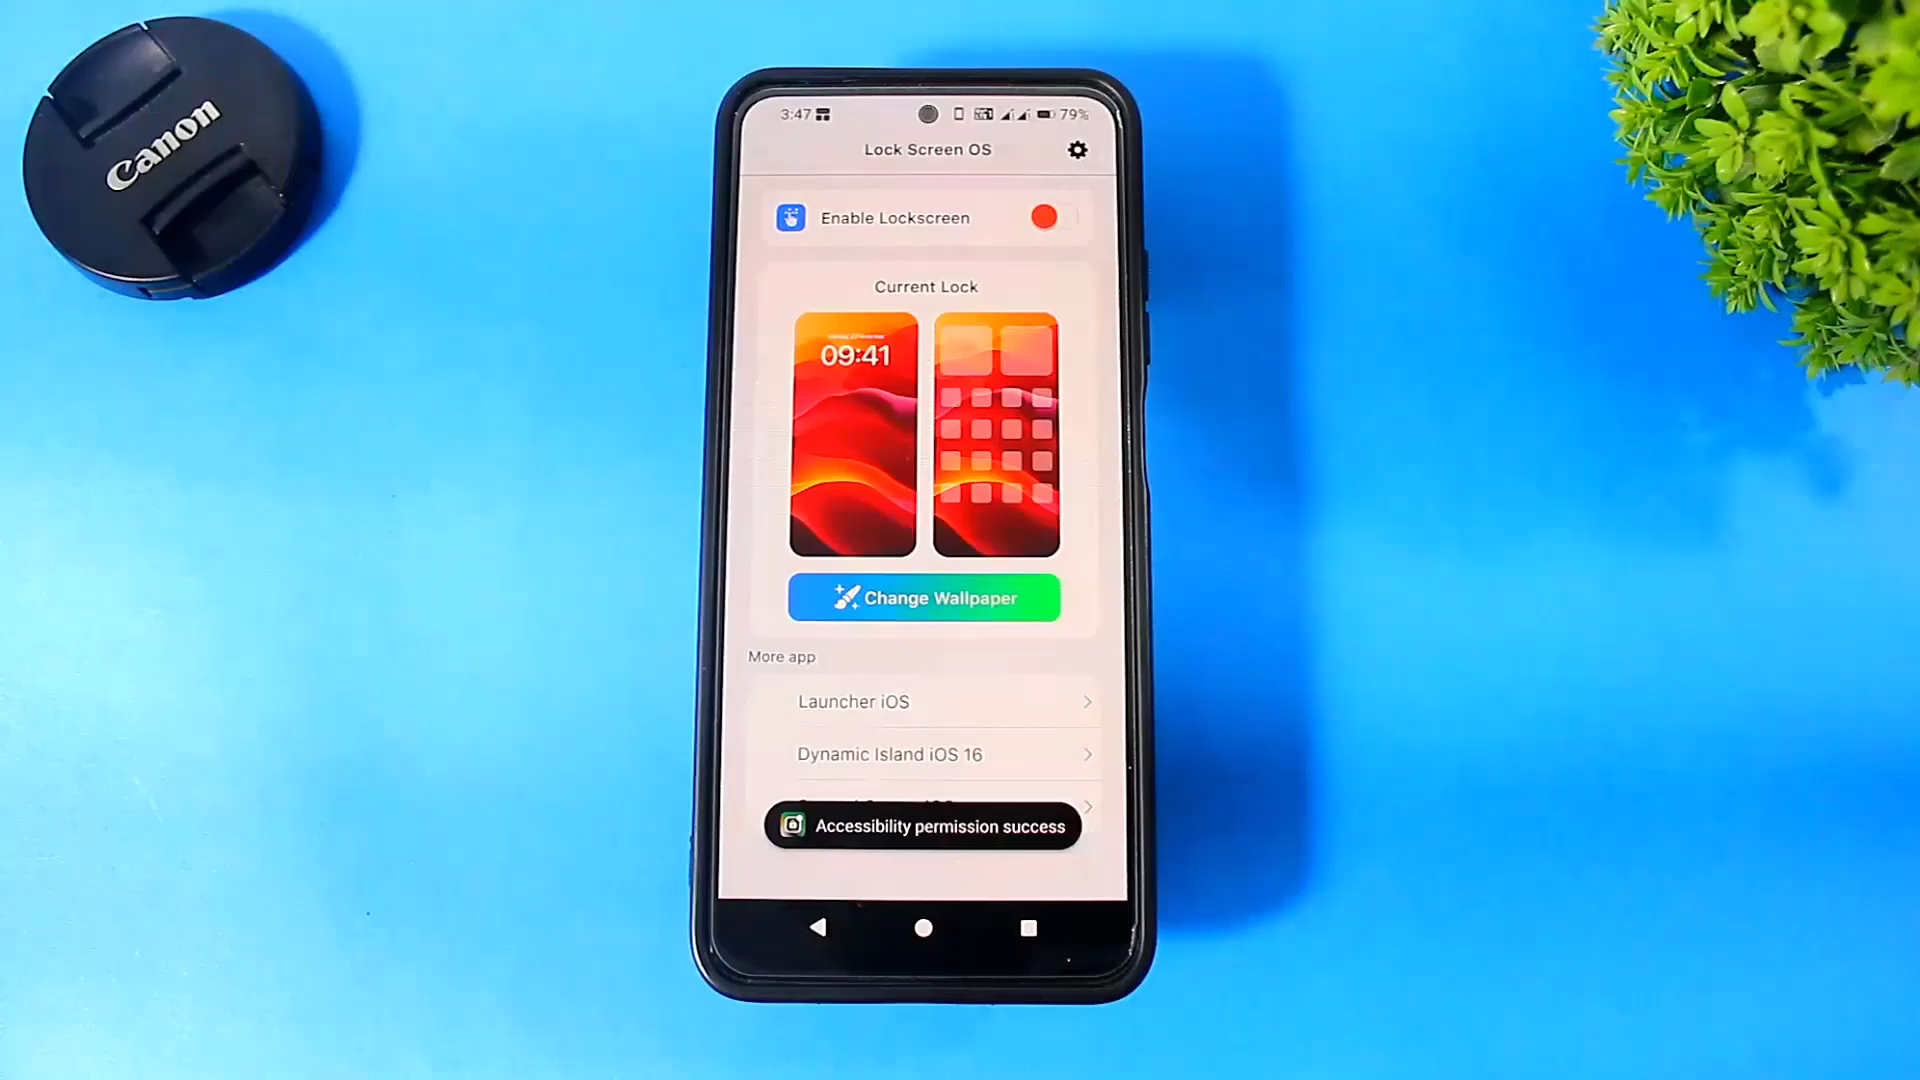 Canon
3:47
79%
Lock Screen OS
Enable Lockscreen
Current Lock
09:41
Change Wallpaper
More app
Launcher iOS
Dynamic Island iOS 16
Accessibility permission success